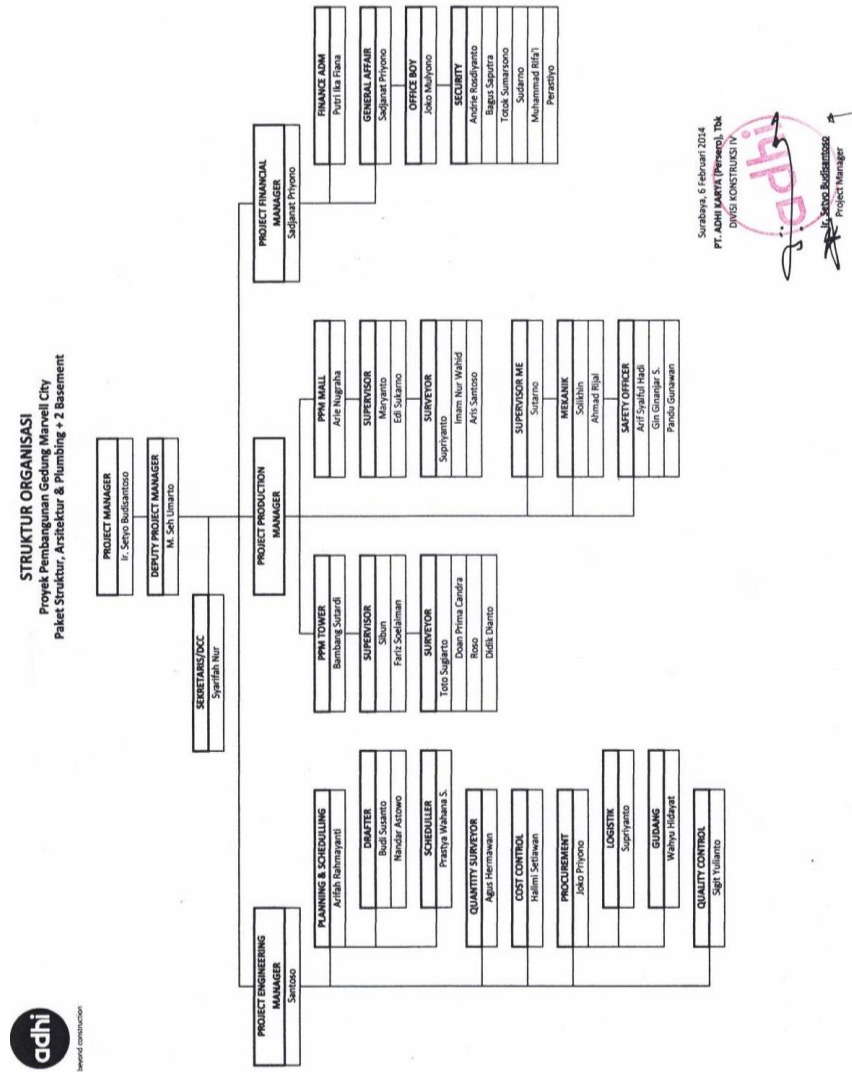 adhi
beyond construction
STRUKTUR ORGANISASI
Proyek Pembangunan Gedung Marvell City
Paket Struktur, Arsitektur & Plumbing + 2 Basement
PROJECT MANAGER
Ir. Setyo Budisantoso
DEPUTY PROJECT MANAGER
M. Seh Umarto
SEKRETARIS/DCC
Syarifah Nur
PROJECT ENGINEERING
MANAGER
Santoso
PLANNING & SCHEDULLING
Arifah Rahmayanti
DRAFTER
Budi Susanto
Nandar Astowo
SCHEDULLER
Prastya Wahana S.
QUANTITY SURVEYOR
Agus Hermawan
COST CONTROL
Halimi Setiawan
PROCUREMENT
Joko Priyono
LOGISTIK
Supriyanto
GUDANG
Wahyu Hidayat
QUALITY CONTROL
Sigit Yulianto
PROJECT PRODUCTION
MANAGER
PPM TOWER
Bambang Sutardi
SUPERVISOR
Sibun
Fariz Soelaiman
SURVEYOR
Toto Sugiarto
Doan Prima Candra
Roso
Didik Dianto
PPM MALL
Arie Nugraha
SUPERVISOR
Maryanto
Edi Sukarno
SURVEYOR
Supriyanto
Imam Nur Wahid
Aris Santoso
SUPERVISOR ME
Sutarno
MEKANIK
Solikhin
Ahmad Rijal
SAFETY OFFICER
Arif Syaiful Hadi
Gin Ginanjar S.
Pandu Gunawan
PROJECT FINANCIAL
MANAGER
Sadjanat Priyono
FINANCE ADM
Putri Ika Fiana
GENERAL AFFAIR
Sadjanat Priyono
OFFICE BOY
Joko Mulyono
SECURITY
Andrie Rosdiyanto
Bagus Saputra
Totok Sumarsono
Sudarno
Muhammad Rifa'i
Perastiyo
Surabaya, 6 Februari 2014
PT. ADHI KARYA (Persero), Tbk
DIVISI KONSTRUKSI IV
adhi
Ir. Setyo Budisantoso
Project Manager